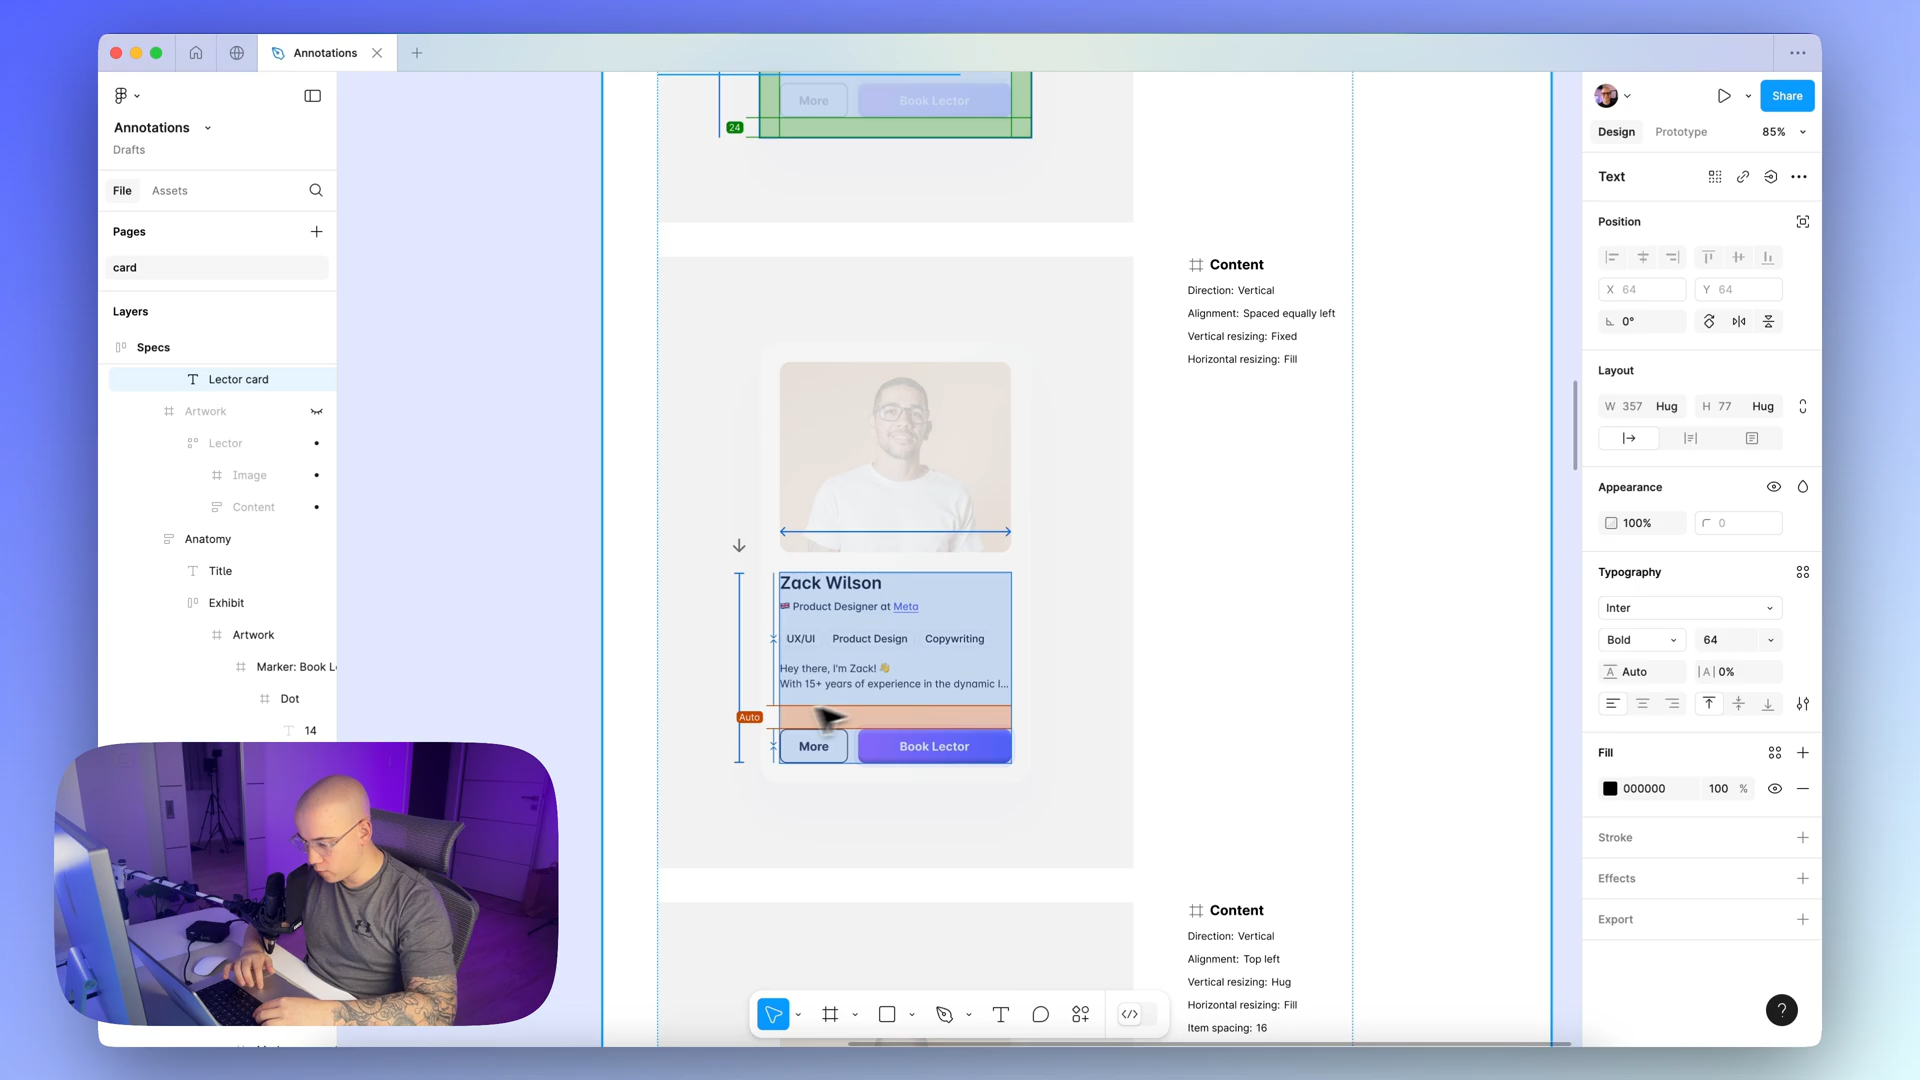 Annotations
Annotations
Drafts
File
Assets
Pages
card
Layers
Specs
Lector card
Artwork
Lector
Image
Content
Anatomy
Title
Exhibit
Artwork
Marker: Book L
Dot
14
More
Book Lector
24
Content
Direction: Vertical
Alignment: Spaced equally left
Vertical resizing: Fixed
Horizontal resizing: Fill
Zack Wilson
Product Designer at Meta
UX/UI
Product Design
Copywriting
Hey there, I'm Zack! 👋
With 15+ years of experience in the dynamic l...
Auto
More
Book Lector
Content
Direction: Vertical
Alignment: Top left
Vertical resizing: Hug
Horizontal resizing: Fill
Item spacing: 16
Share
Design
Prototype
85%
Text
Position
X 64
Y 64
0°
Layout
W 357 Hug
H 77 Hug
Appearance
100%
0
Typography
Inter
Bold
64
Auto
|A| 0%
Fill
000000
100 %
Stroke
Effects
Export
?